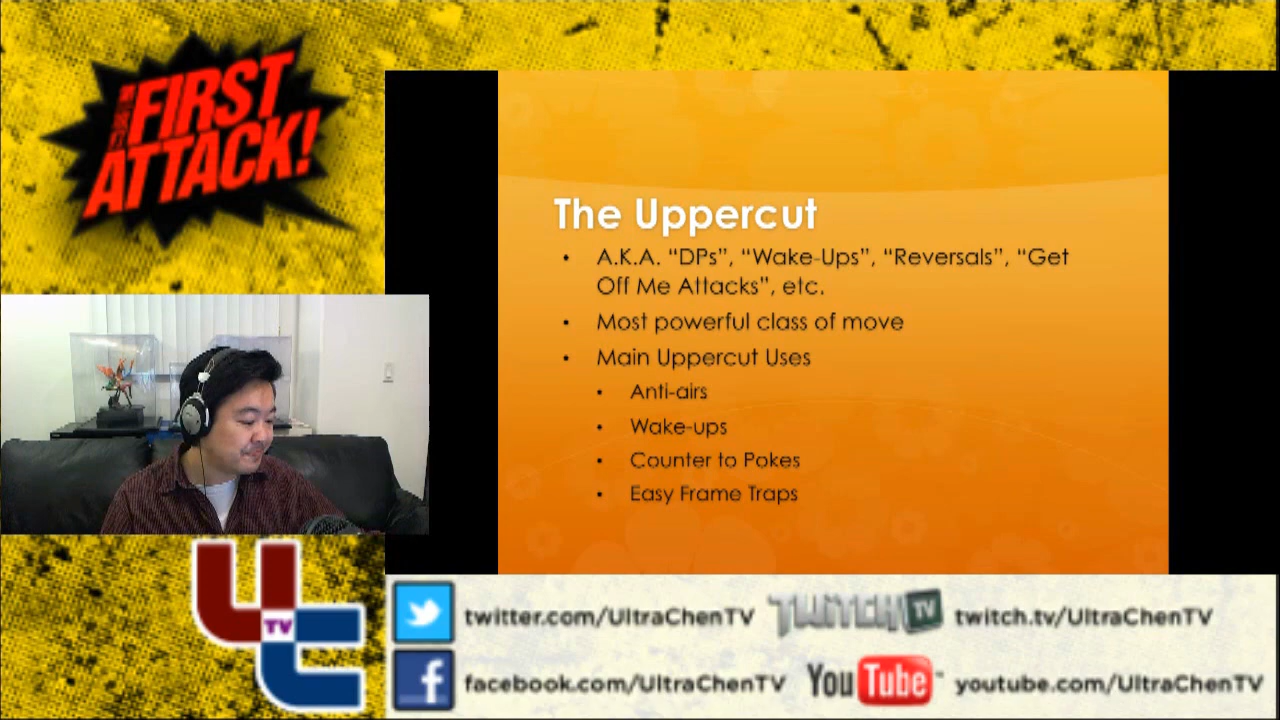 FIRST
ATTACK!
The Uppercut
• A.K.A. “DPs”, “Wake-Ups”, “Reversals”, “Get
Off Me Attacks”, etc.
• Most powerful class of move
• Main Uppercut Uses
• Anti-airs
• Wake-ups
• Counter to Pokes
• Easy Frame Traps
U
TV
C
twitter.com/UltraChenTV
TWITCH TV
twitch.tv/UltraChenTV
f
facebook.com/UltraChenTV
YouTube
youtube.com/UltraChenTV